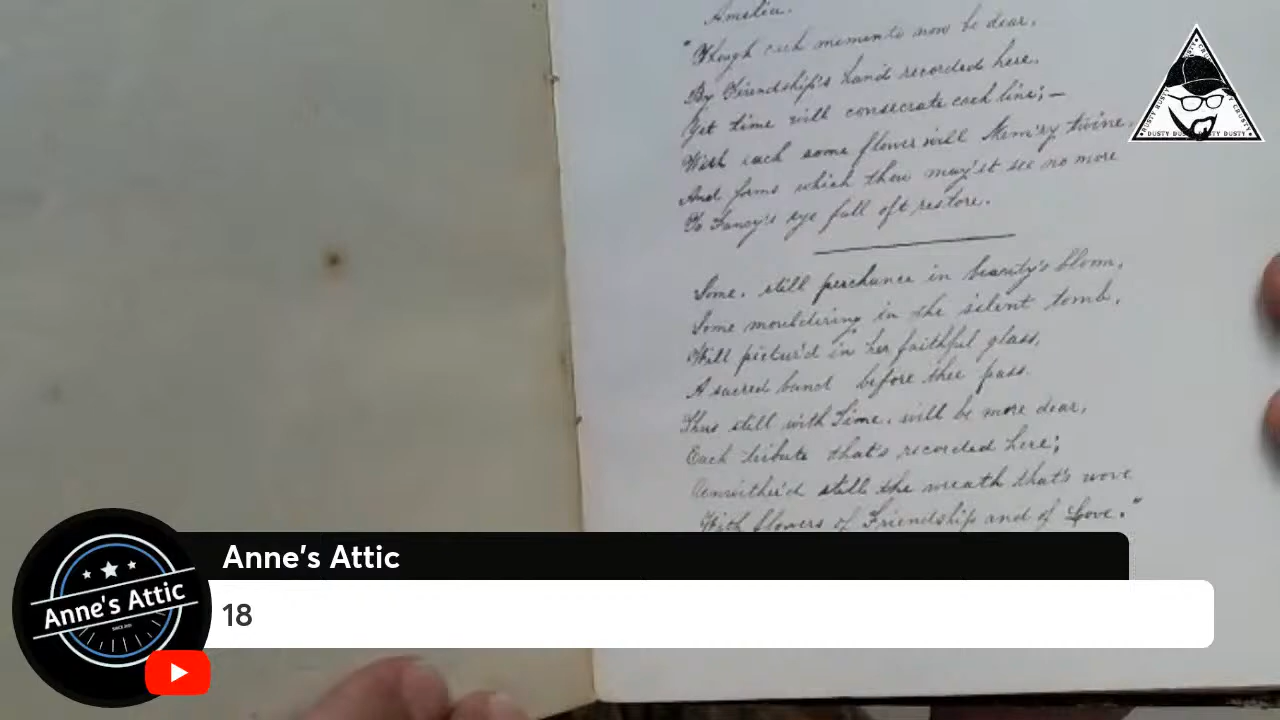 Amelia.
"Though each memento now be dear,
By Friendship's hand recorded here,
Yet time will consecrate each line;—
With each some flower will Mem'ry twine.
And forms which thou may'st see no more
To Fancy's eye full oft restore.
Some, still perchance in beauty's bloom,
Some mouldering in the silent tomb,
Will pictur'd in her faithful glass,
A sacred band before thee pass.
Thus still with Time, will be more dear,
Each tribute that's recorded here;
Unwither'd still the wreath that's wove
With flowers of Friendship and of Love."
DUSTY
Anne's Attic
18
Anne's Attic